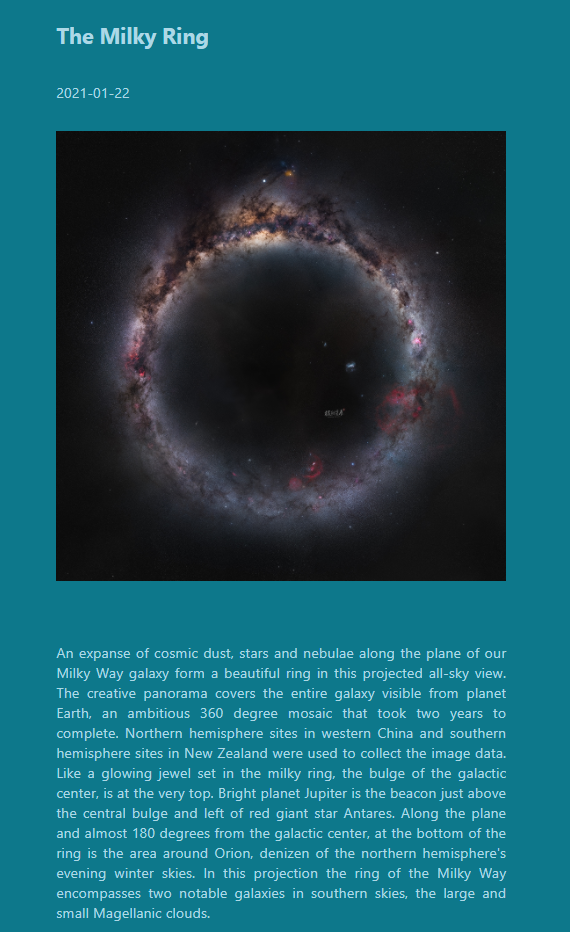 The Milky Ring
2021-01-22
An expanse of cosmic dust, stars and nebulae along the plane of our
Milky Way galaxy form a beautiful ring in this projected all-sky view.
The creative panorama covers the entire galaxy visible from planet
Earth, an ambitious 360 degree mosaic that took two years to
complete. Northern hemisphere sites in western China and southern
hemisphere sites in New Zealand were used to collect the image data.
Like a glowing jewel set in the milky ring, the bulge of the galactic
center, is at the very top. Bright planet Jupiter is the beacon just above
the central bulge and left of red giant star Antares. Along the plane
and almost 180 degrees from the galactic center, at the bottom of the
ring is the area around Orion, denizen of the northern hemisphere's
evening winter skies. In this projection the ring of the Milky Way
encompasses two notable galaxies in southern skies, the large and
small Magellanic clouds.